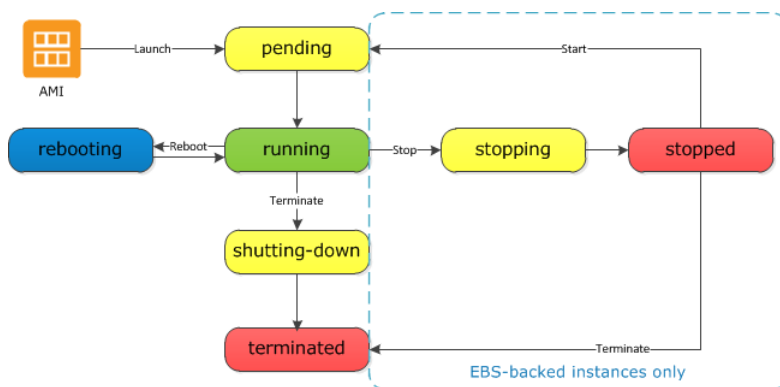 Launch
pending
Start
AMI
rebooting
Reboot
running
Stop
stopping
stopped
Terminate
shutting-down
terminated
Terminate
EBS-backed instances only